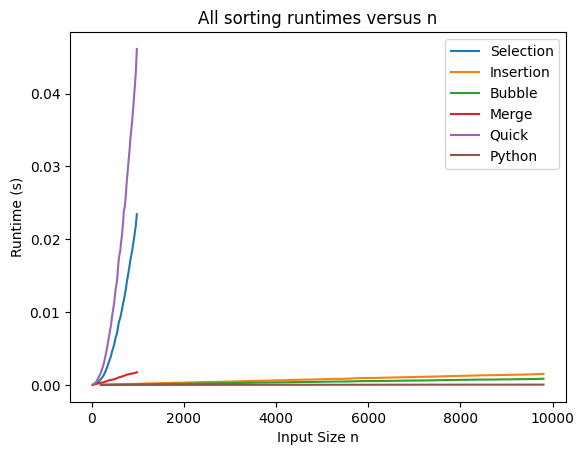 All sorting runtimes versus n
Selection
Insertion
Bubble
Merge
Quick
Python
0.04
0.03
0.02
0.01
0.00
Runtime (s)
0
2000
4000
6000
8000
10000
Input Size n